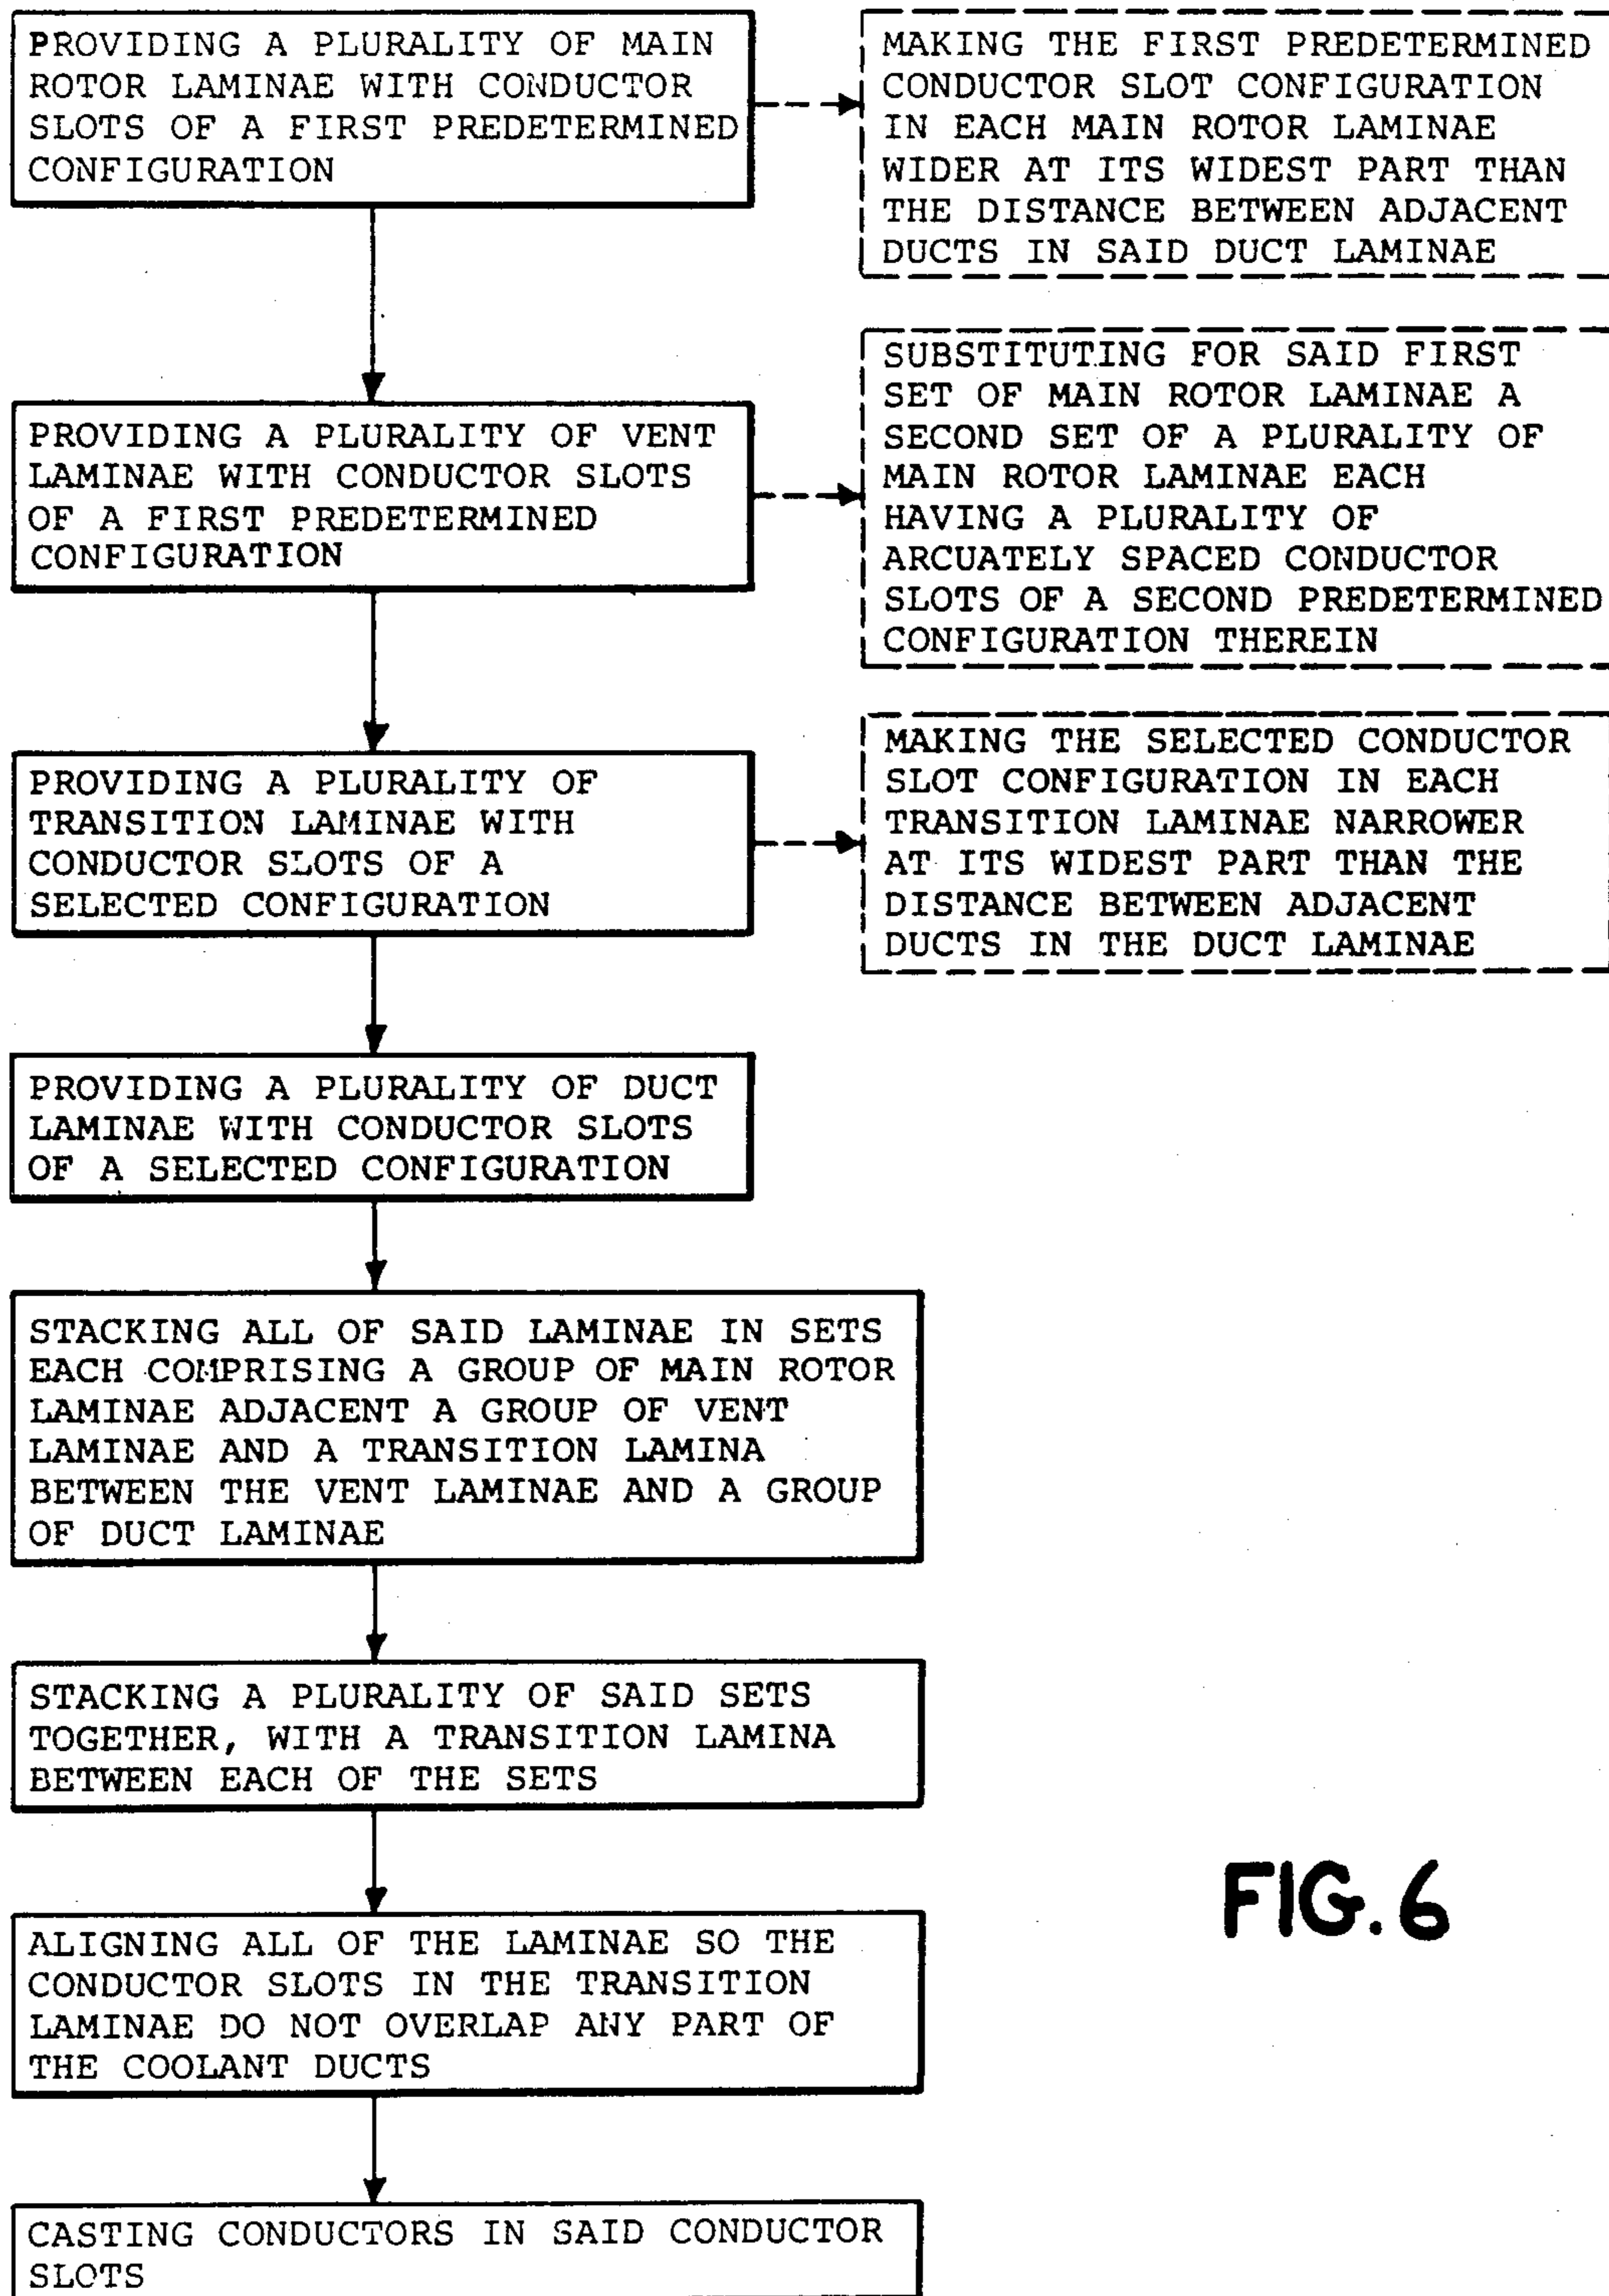 PROVIDING A PLURALITY OF MAIN
ROTOR LAMINAE WITH CONDUCTOR
SLOTS OF A FIRST PREDETERMINED
CONFIGURATION
MAKING THE FIRST PREDETERMINED
CONDUCTOR SLOT CONFIGURATION
IN EACH MAIN ROTOR LAMINAE
WIDER AT ITS WIDEST PART THAN
THE DISTANCE BETWEEN ADJACENT
DUCTS IN SAID DUCT LAMINAE
PROVIDING A PLURALITY OF VENT
LAMINAE WITH CONDUCTOR SLOTS
OF A FIRST PREDETERMINED
CONFIGURATION
SUBSTITUTING FOR SAID FIRST
SET OF MAIN ROTOR LAMINAE A
SECOND SET OF A PLURALITY OF
MAIN ROTOR LAMINAE EACH
HAVING A PLURALITY OF
ARCUATELY SPACED CONDUCTOR
SLOTS OF A SECOND PREDETERMINED
CONFIGURATION THEREIN
PROVIDING A PLURALITY OF
TRANSITION LAMINAE WITH
CONDUCTOR SLOTS OF A
SELECTED CONFIGURATION
MAKING THE SELECTED CONDUCTOR
SLOT CONFIGURATION IN EACH
TRANSITION LAMINAE NARROWER
AT ITS WIDEST PART THAN THE
DISTANCE BETWEEN ADJACENT
DUCTS IN THE DUCT LAMINAE
PROVIDING A PLURALITY OF DUCT
LAMINAE WITH CONDUCTOR SLOTS
OF A SELECTED CONFIGURATION
STACKING ALL OF SAID LAMINAE IN SETS
EACH COMPRISING A GROUP OF MAIN ROTOR
LAMINAE ADJACENT A GROUP OF VENT
LAMINAE AND A TRANSITION LAMINA
BETWEEN THE VENT LAMINAE AND A GROUP
OF DUCT LAMINAE
STACKING A PLURALITY OF SAID SETS
TOGETHER, WITH A TRANSITION LAMINA
BETWEEN EACH OF THE SETS
ALIGNING ALL OF THE LAMINAE SO THE
CONDUCTOR SLOTS IN THE TRANSITION
LAMINAE DO NOT OVERLAP ANY PART OF
THE COOLANT DUCTS
CASTING CONDUCTORS IN SAID CONDUCTOR
SLOTS
FIG. 6